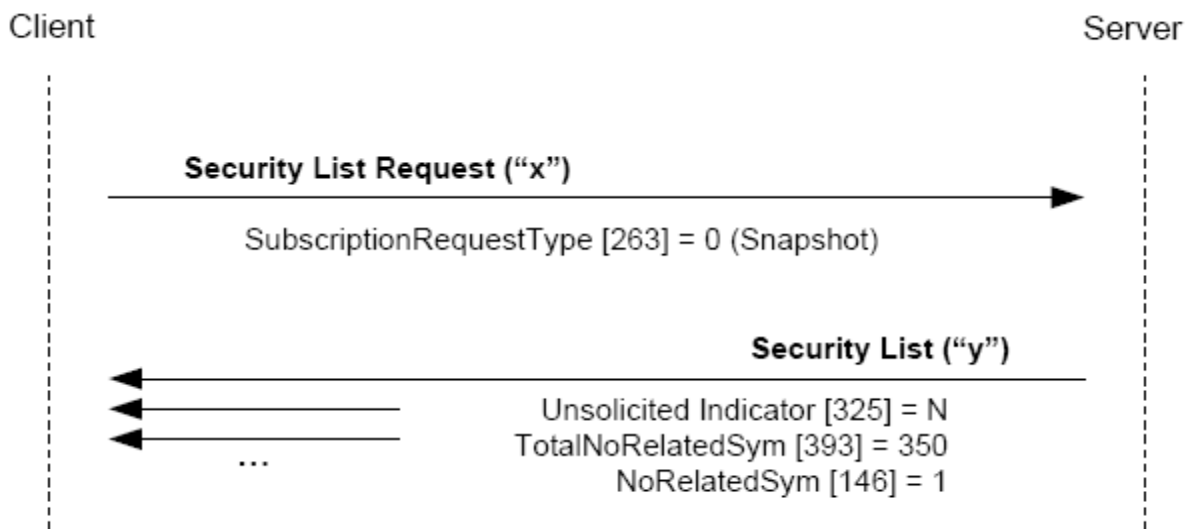 Client
Server
Security List Request (“x”)
SubscriptionRequestType [263] = 0 (Snapshot)
Security List (“y”)
Unsolicited Indicator [325] = N
TotalNoRelatedSym [393] = 350
NoRelatedSym [146] = 1
...